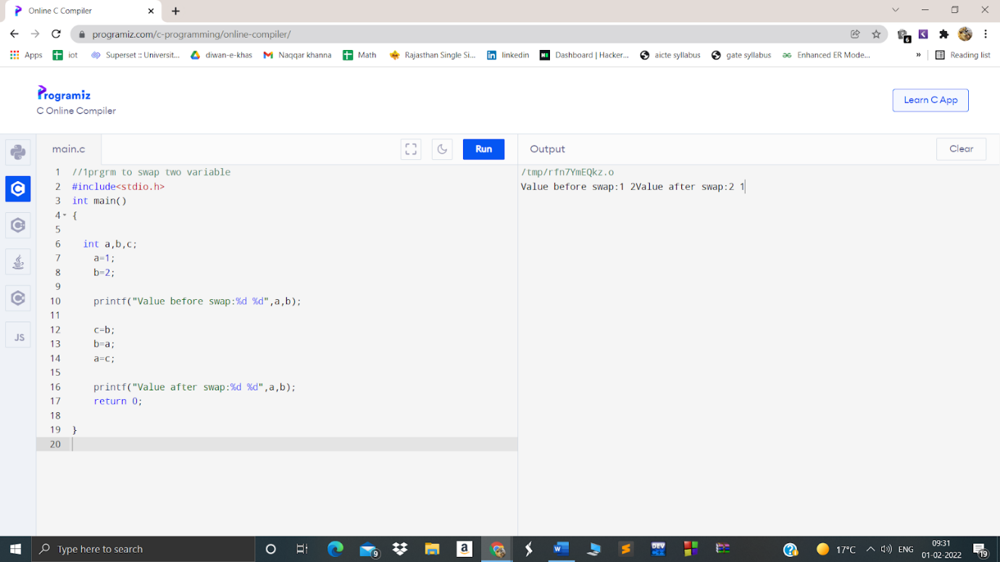 Online C Compiler
programiz.com/c-programming/online-compiler/
6
Apps iot Superset :: Universit... diwan-e-khas Naqqar khanna Math Rajasthan Single Si... linkedin Dashboard | Hacker... aicte syllabus gate syllabus Enhanced ER Mode... » Reading list
Programiz
C Online Compiler
Learn C App
main.c
Run
Output
Clear
1 //1prgrm to swap two variable
2 #include<stdio.h>
3 int main()
4 {
5
6 int a,b,c;
7 a=1;
8 b=2;
9
10 printf("Value before swap:%d %d",a,b);
11
12 c=b;
13 b=a;
14 a=c;
15
16 printf("Value after swap:%d %d",a,b);
17 return 0;
18
19 }
20
/tmp/rfn7YmEQkz.o
Value before swap:1 2Value after swap:2 1
JS
Type here to search
9
a
W
DEV
17°C
ENG
09:31
01-02-2022
19